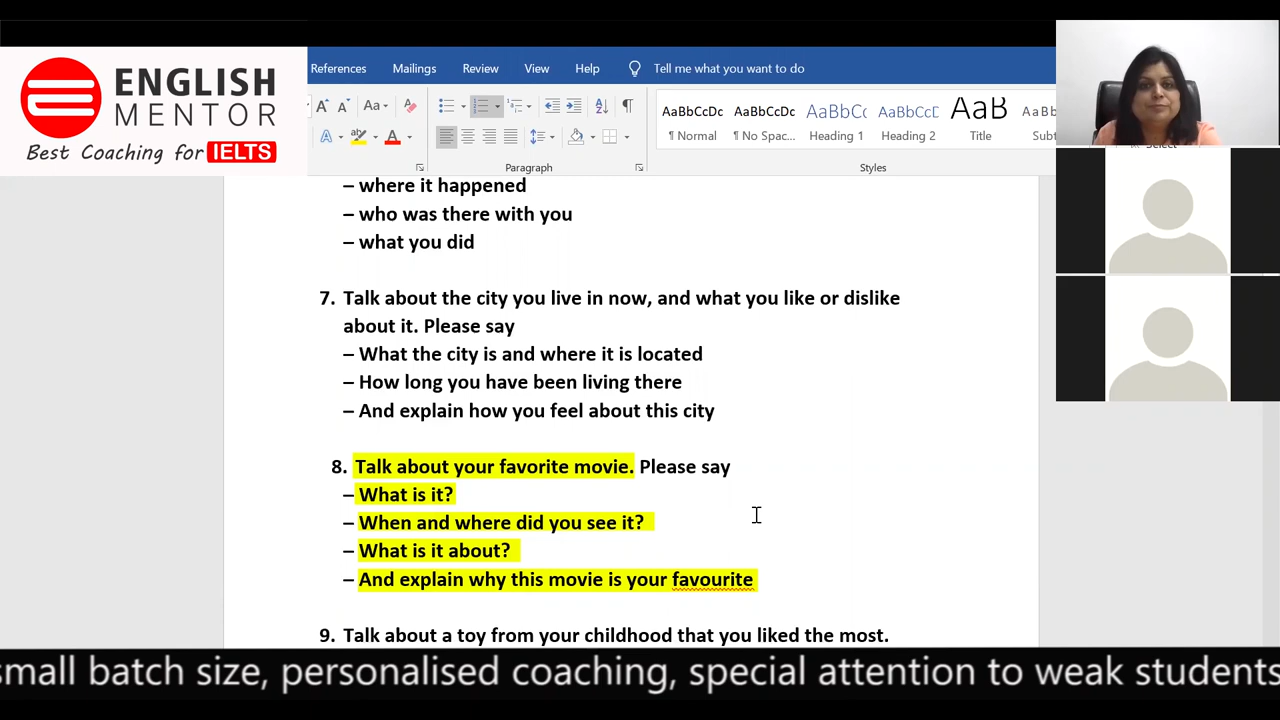 ENGLISH
MENTOR
Best Coaching for IELTS
References Mailings Review View Help Tell me what you want to do
Aa
A
AaBbCcDc AaBbCcDc AaBbCc AaBbCcD AaB
¶ Normal ¶ No Spac... Heading 1 Heading 2 Title
Paragraph Styles
– where it happened
– who was there with you
– what you did
7. Talk about the city you live in now, and what you like or dislike
about it. Please say
– What the city is and where it is located
– How long you have been living there
– And explain how you feel about this city
8. Talk about your favorite movie. Please say
– What is it?
– When and where did you see it?
– What is it about?
– And explain why this movie is your favourite
9. Talk about a toy from your childhood that you liked the most.
small batch size, personalised coaching, special attention to weak students